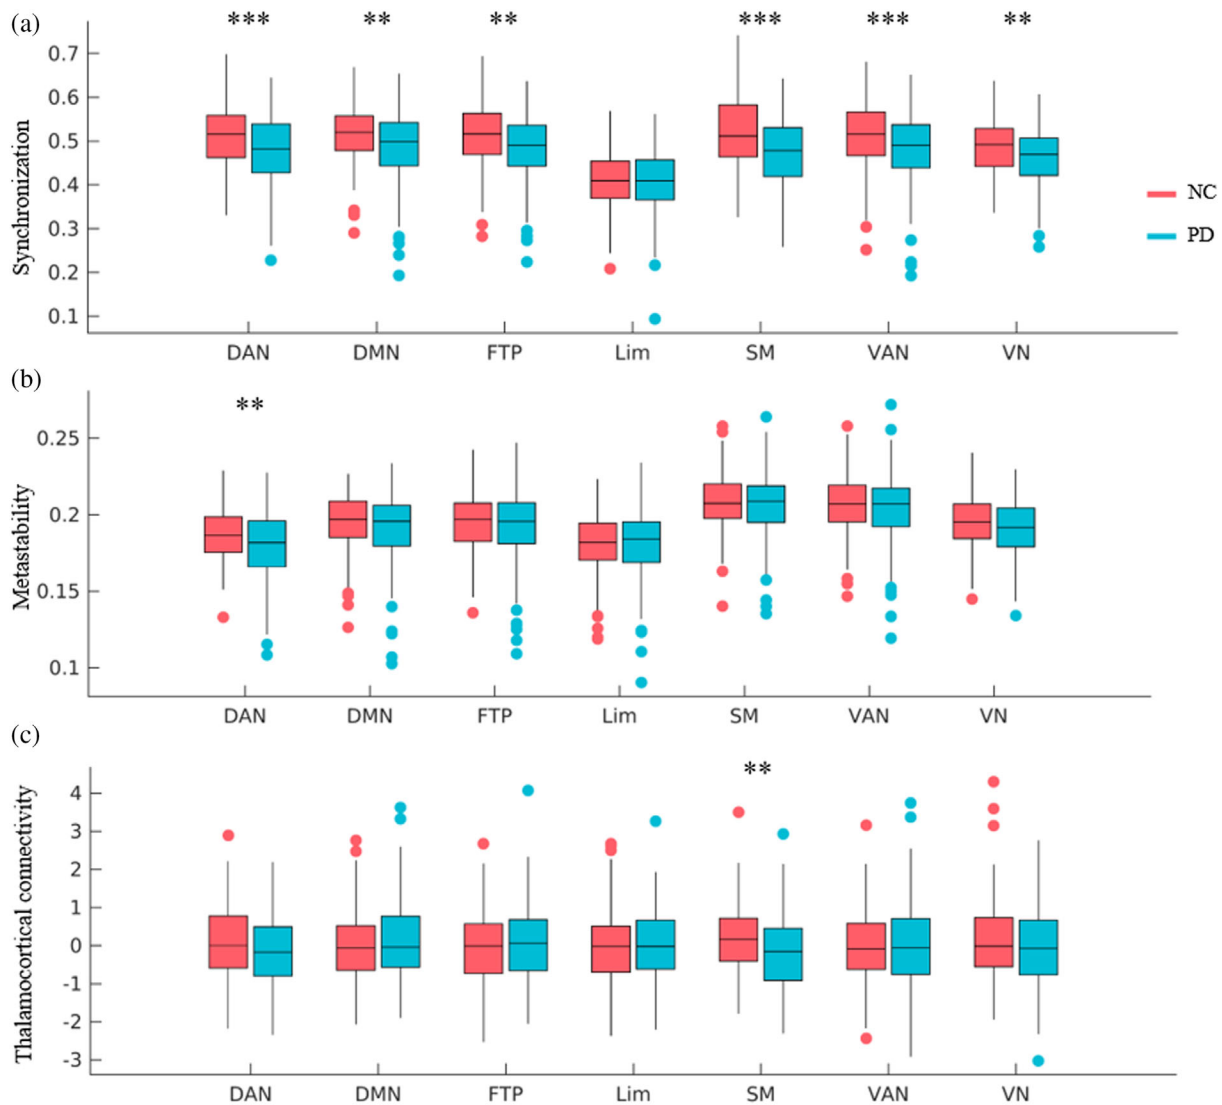 (a)
*** ** ** *** *** **
0.7
0.6
0.5
0.4
0.3
0.2
0.1
Synchronization
NC
PD
DAN DMN FTP Lim SM VAN VN
(b)
**
0.25
0.2
0.15
0.1
Metastability
DAN DMN FTP Lim SM VAN VN
(c)
**
4
3
2
1
0
-1
-2
-3
Thalamocortical connectivity
DAN DMN FTP Lim SM VAN VN